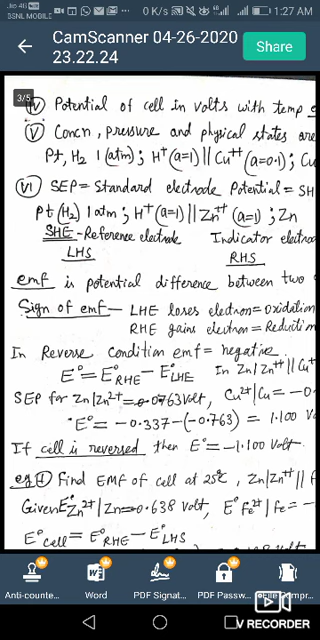 BSNL MOBILE
0 K/s
1:27 AM
CamScanner 04-26-2020
23.22.24
Share
3/5
(iv) Potential of cell in volts with temp
(v) Concn, pressure and physical states are
Pt, H2 1(atm); H+(a=1) || Cu++ (a=0.1); Cu
(vi) SEP = Standard electrode Potential = SH
Pt(H2) 1atm; H+(a=1) || Zn++ (a=1); Zn
SHE - Reference electrode Indicator electro
LHS RHS
emf is potential difference between two
Sign of emf - LHE loses electron = Oxidation
RHE gains electron = Reduction
In Reverse condition emf = negative
E° = E°RHE - E°LHE In Zn|Zn++ || Cu+
SEP for Zn|Zn2+ = -0.0763 volt, Cu2+|Cu = -0
E° = -0.337-(-0.763) = 1.100 V
If cell is reversed then E° = -1.100 volt.
eg.(1) Find EMF of cell at 25°C, Zn|Zn++ || F
Given E°Zn2+|Zn = -0.638 volt, E°Fe2+|Fe = -
E°cell = E°RHE - E°LHS
Anti-counte...
Word
PDF Signat...
PDF Passw...
V RECORDER